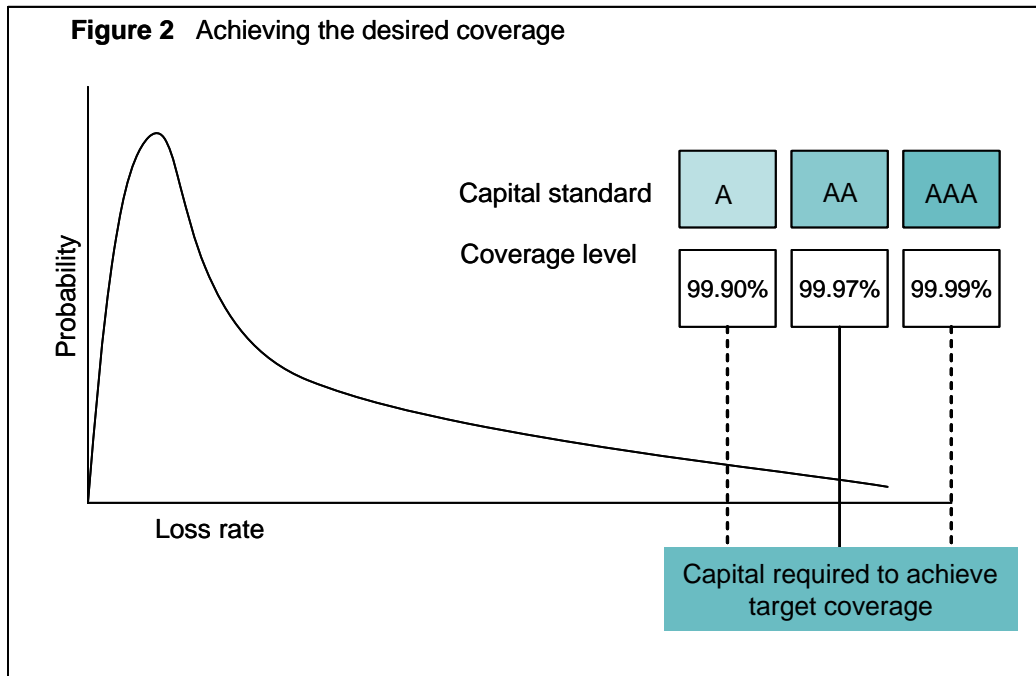 Figure 2 Achieving the desired coverage
Capital standard
A
AA
AAA
Coverage level
99.90%
99.97%
99.99%
Probability
Loss rate
Capital required to achieve
target coverage